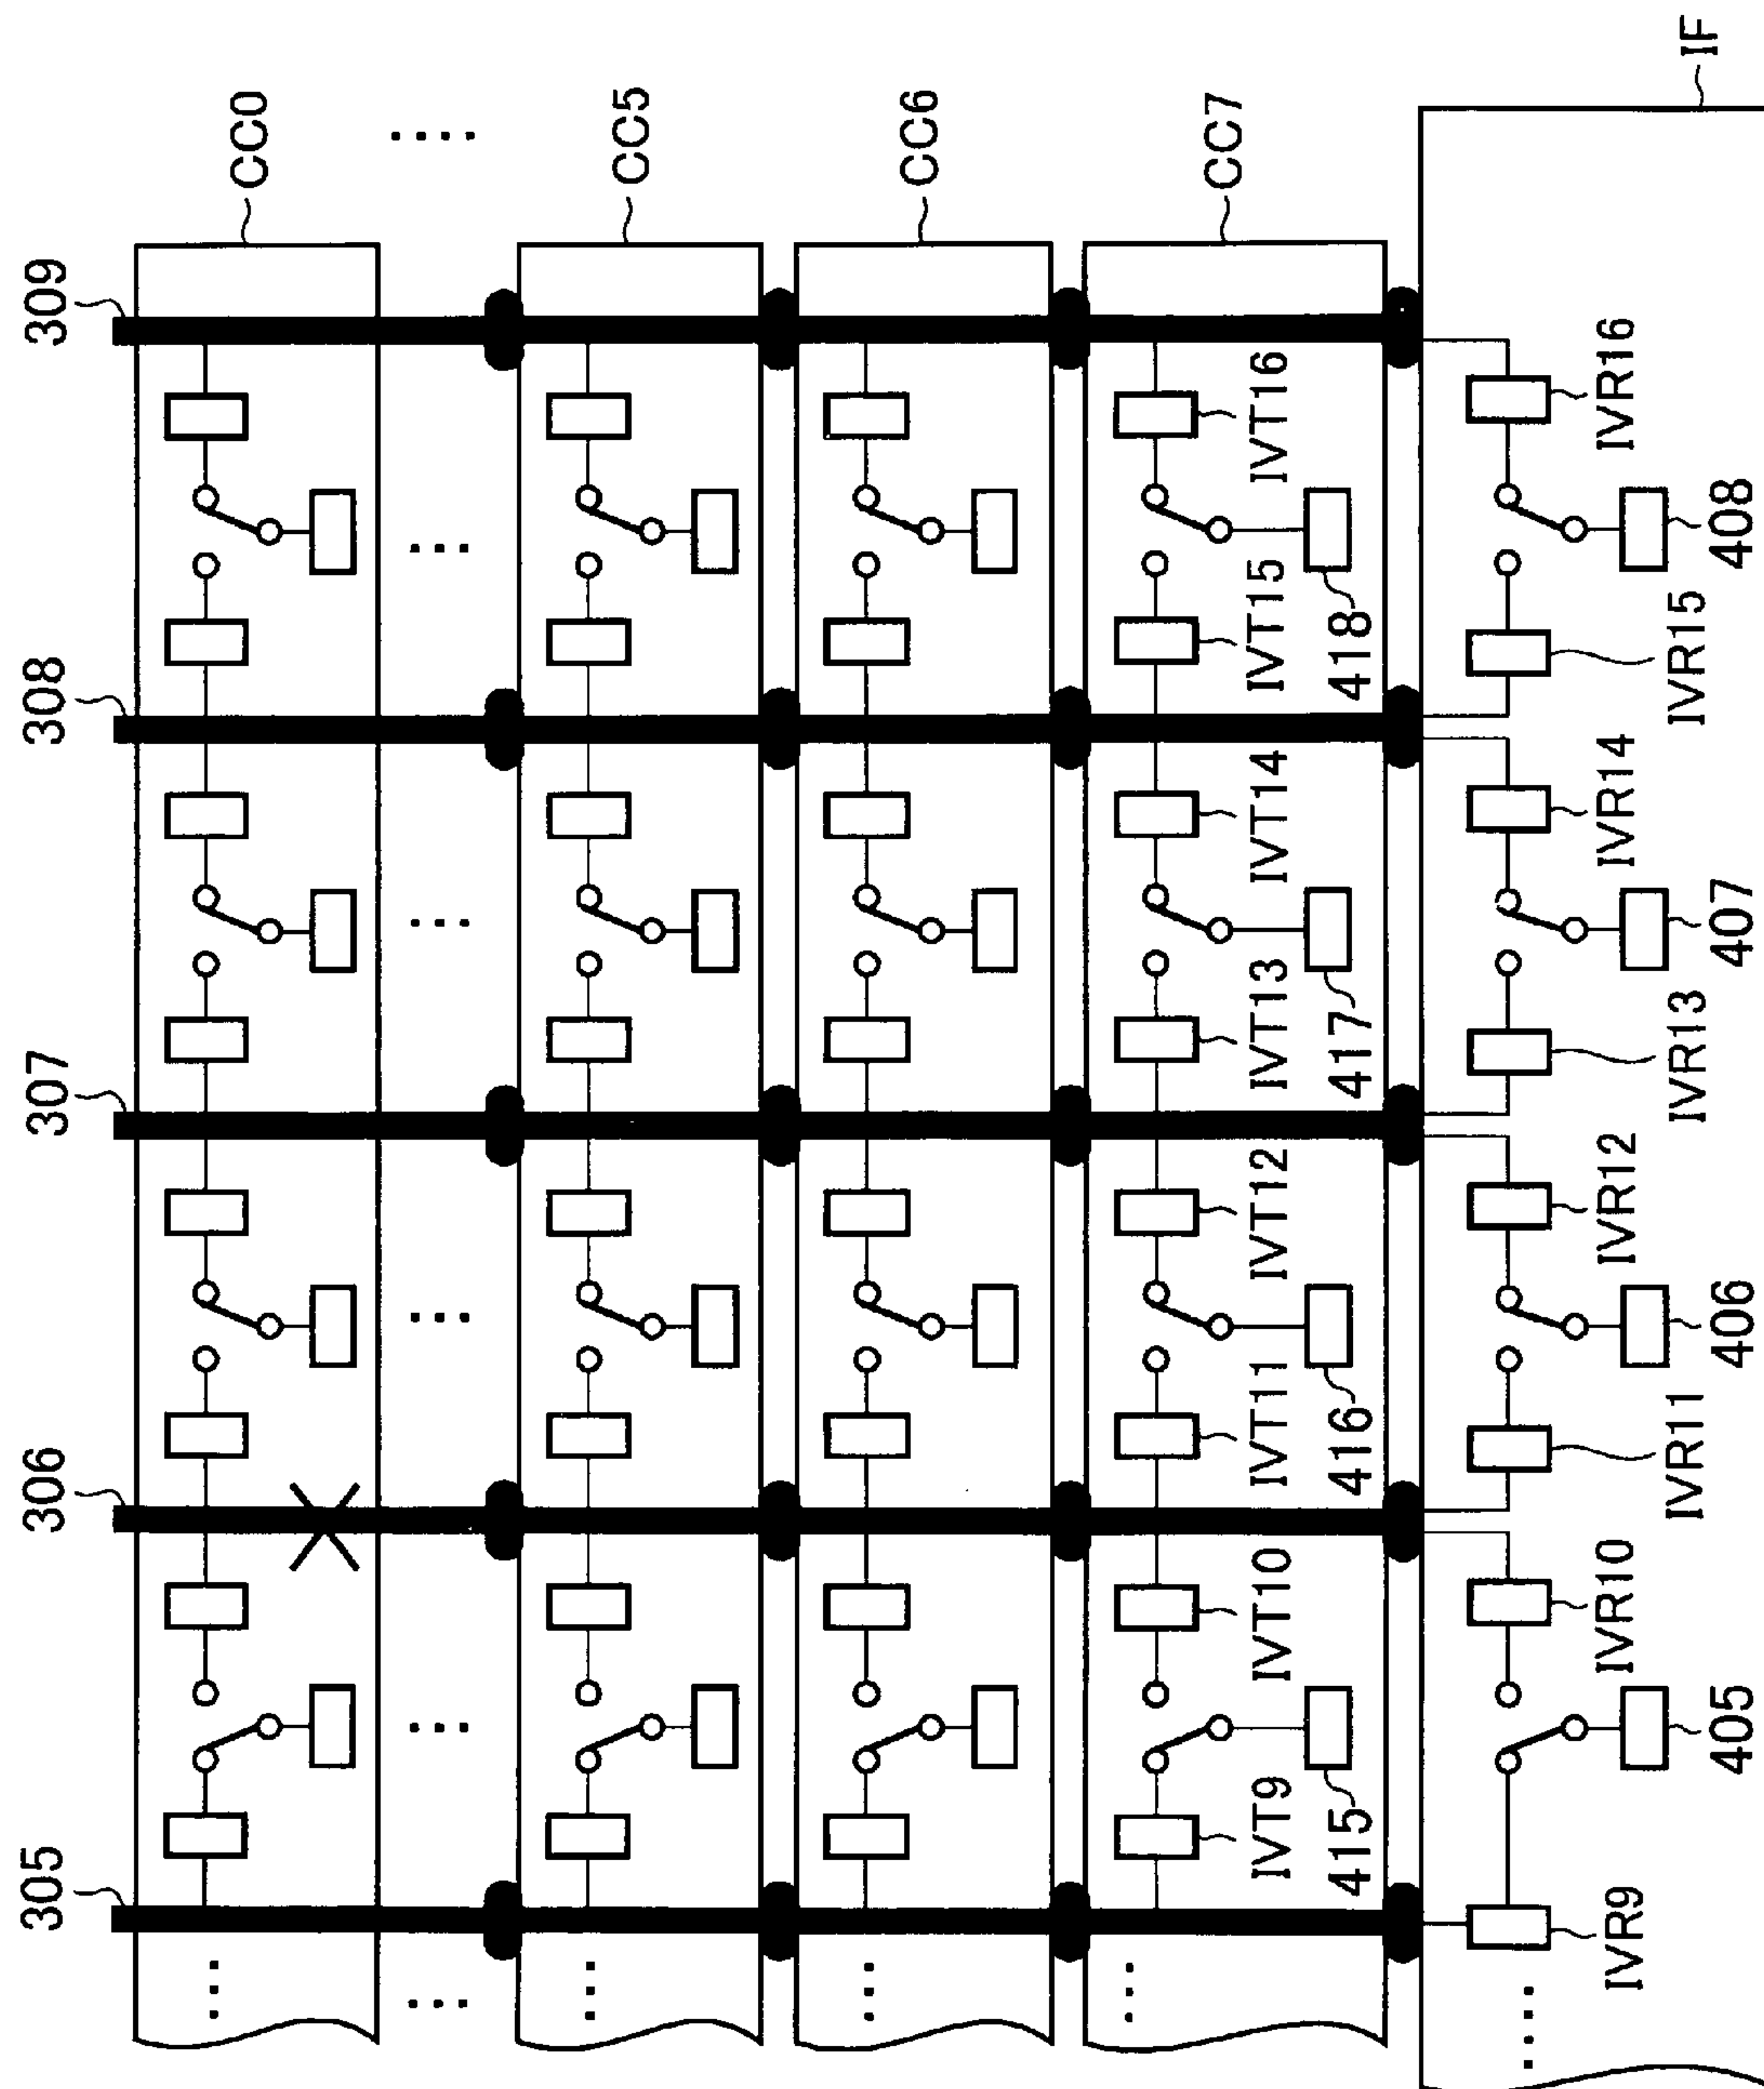 305
306
307
308
309
CC0
....
CC5
CC6
CC7
IF
...
...
...
...
...
...
...
...
...
IVT9
IVT10
IVT11
IVT12
IVT13
IVT14
IVT15
IVT16
415
416
417
418
....
IVR9
IVR10
IVR11
IVR12
IVR13
IVR14
IVR15
IVR16
405
406
407
408